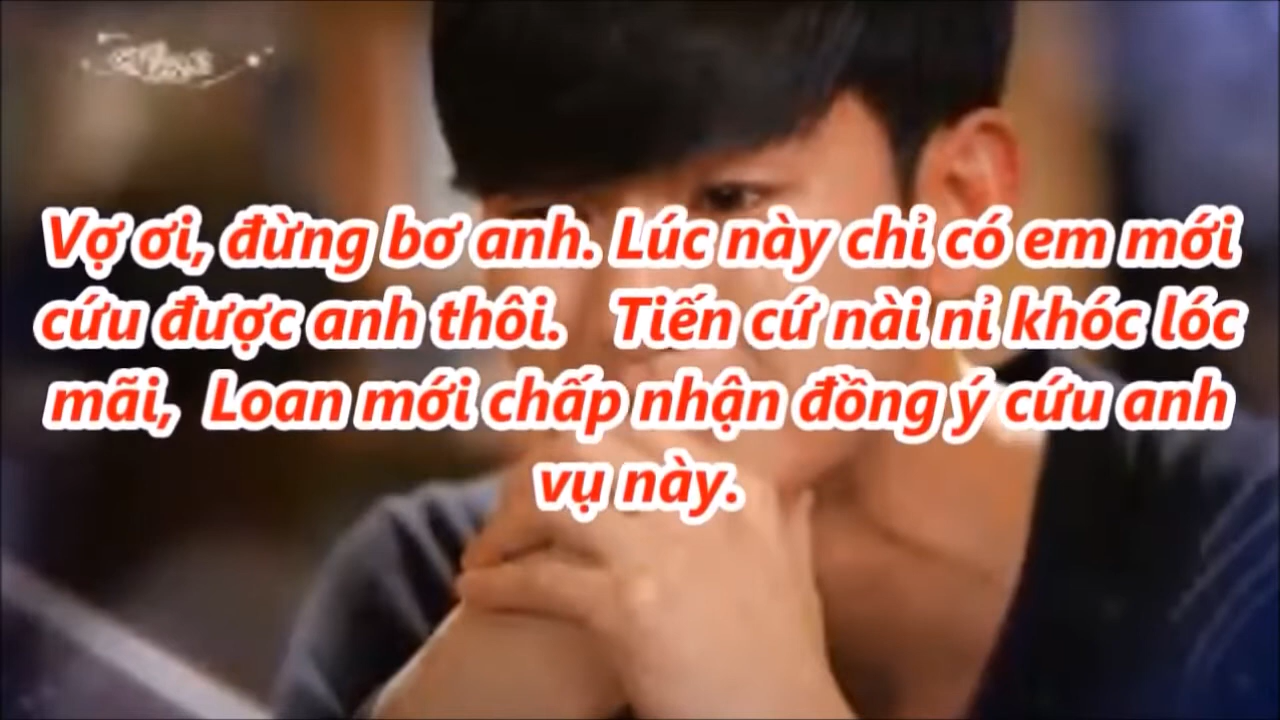 Vợ ơi, đừng bơ anh. Lúc này chỉ có em mới
cứu được anh thôi. Tiến cứ nài nỉ khóc lóc
mãi, Loan mới chấp nhận đồng ý cứu anh
vụ này.